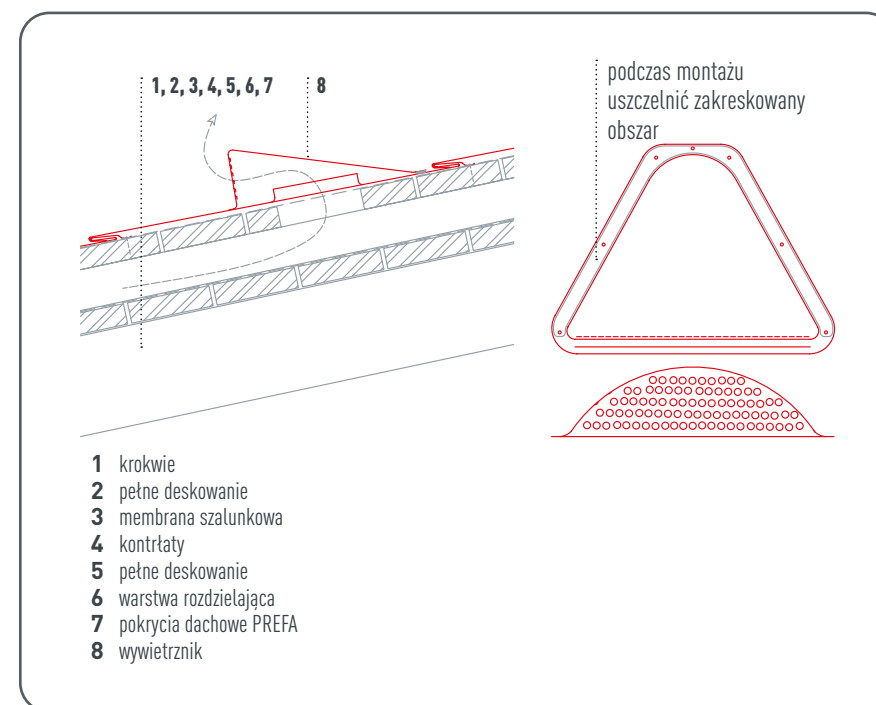 1, 2, 3, 4, 5, 6, 7
8
podczas montażu
uszczelnić zakreskowany
obszar
1 krokwie
2 pełne deskowanie
3 membrana szalunkowa
4 kontrłaty
5 pełne deskowanie
6 warstwa rozdzielająca
7 pokrycia dachowe PREFA
8 wywietrznik